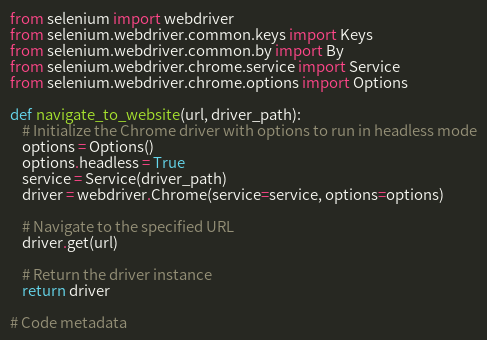 from selenium import webdriver
from selenium.webdriver.common.keys import Keys
from selenium.webdriver.common.by import By
from selenium.webdriver.chrome.service import Service
from selenium.webdriver.chrome.options import Options

def navigate_to_website(url, driver_path):
    # Initialize the Chrome driver with options to run in headless mode
    options = Options()
    options.headless = True
    service = Service(driver_path)
    driver = webdriver.Chrome(service=service, options=options)

    # Navigate to the specified URL
    driver.get(url)

    # Return the driver instance
    return driver

# Code metadata